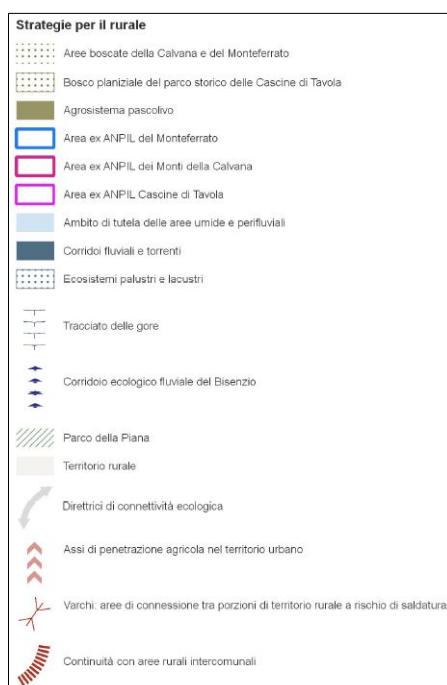 Strategie per il rurale
Aree boscate della Calvana e del Monteferrato
Bosco planiziale del parco storico delle Cascine di Tavola
Agrosistema pascolivo
Area ex ANPIL del Monteferrato
Area ex ANPIL dei Monti della Calvana
Area ex ANPIL Cascine di Tavola
Ambito di tutela delle aree umide e perifluviali
Corridoi fluviali e torrenti
Ecosistemi palustri e lacustri
Tracciato delle gore
Corridoio ecologico fluviale del Bisenzio
Parco della Piana
Territorio rurale
Direttrici di connettività ecologica
Assi di penetrazione agricola nel territorio urbano
Varchi: aree di connessione tra porzioni di territorio rurale a rischio di saldatura
Continuità con aree rurali intercomunali